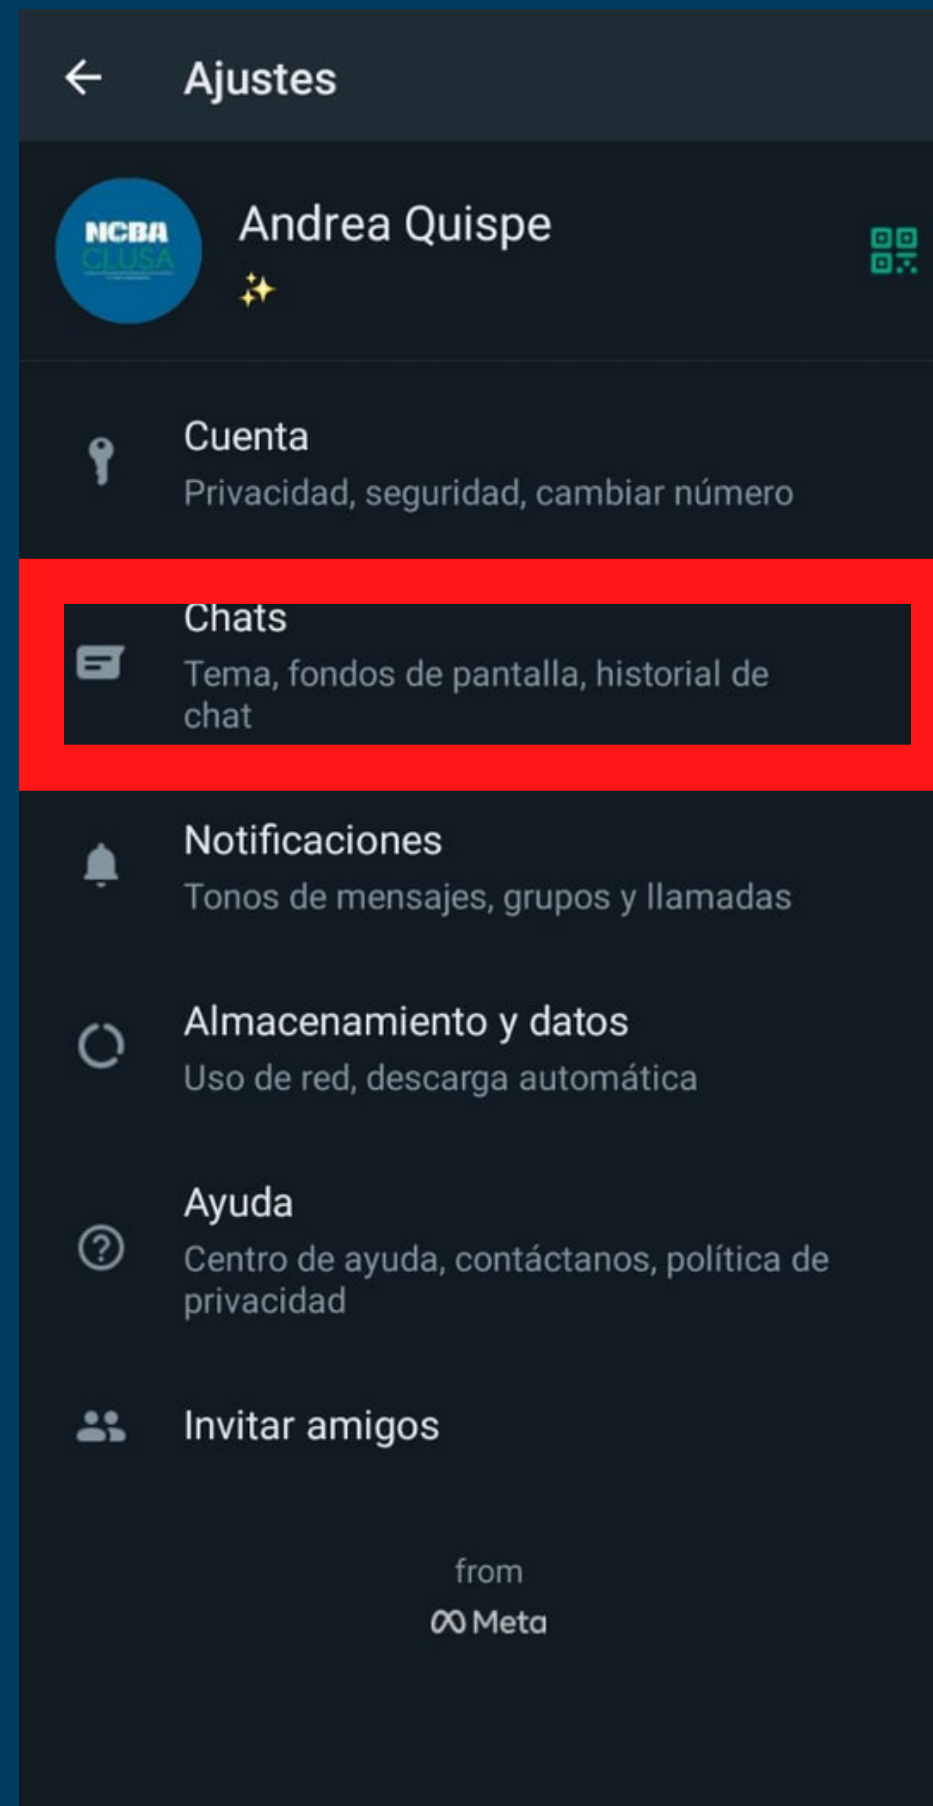 Ajustes
NCBA
CLUSA
Andrea Quispe
Cuenta
Privacidad, seguridad, cambiar número
Chats
Tema, fondos de pantalla, historial de
chat
Notificaciones
Tonos de mensajes, grupos y llamadas
Almacenamiento y datos
Uso de red, descarga automática
Ayuda
Centro de ayuda, contáctanos, política de
privacidad
Invitar amigos
from
Meta